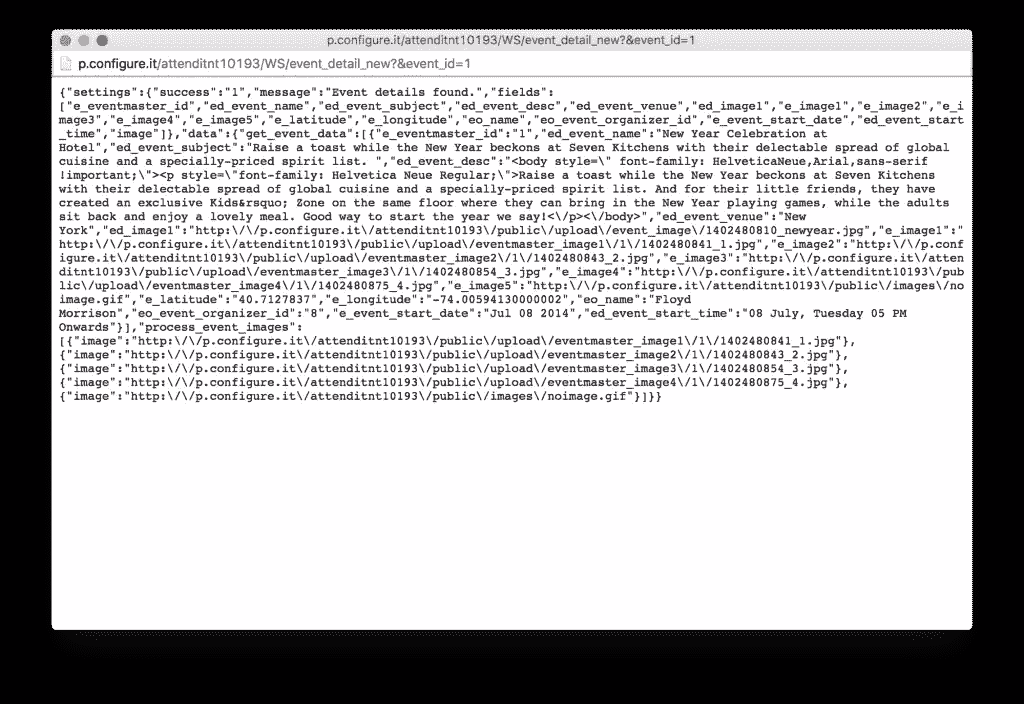 p.configure.it/attenditnt10193/WS/event_detail_new?&event_id=1
p.configure.it/attenditnt10193/WS/event_detail_new?&event_id=1
{"settings":{"success":"1","message":"Event details found.","fields":
["e_eventmaster_id","ed_event_name","ed_event_subject","ed_event_desc","ed_event_venue","ed_image1","e_image1","e_image2","e_i
mage3","e_image4","e_image5","e_latitude","e_longitude","eo_name","eo_event_organizer_id","e_event_start_date","ed_event_start
_time","image"]},"data":{"get_event_data":[{"e_eventmaster_id":"1","ed_event_name":"New Year Celebration at
Hotel","ed_event_subject":"Raise a toast while the New Year beckons at Seven Kitchens with their delectable spread of global
cuisine and a specially-priced spirit list. ","ed_event_desc":"<body style=\" font-family: HelveticaNeue,Arial,sans-serif
!important;\"><p style=\"font-family: Helvetica Neue Regular;\">Raise a toast while the New Year beckons at Seven Kitchens
with their delectable spread of global cuisine and a specially-priced spirit list. And for their little friends, they have
created an exclusive Kids&rsquo; Zone on the same floor where they can bring in the New Year playing games, while the adults
sit back and enjoy a lovely meal. Good way to start the year we say!<\/p><\/body>","ed_event_venue":"New
York","ed_image1":"http:\/\/p.configure.it\/attenditnt10193\/public\/upload\/event_image\/1402480810_newyear.jpg","e_image1":"
http:\/\/p.configure.it\/attenditnt10193\/public\/upload\/eventmaster_image1\/1\/1402480841_1.jpg","e_image2":"http:\/\/p.conf
igure.it\/attenditnt10193\/public\/upload\/eventmaster_image2\/1\/1402480843_2.jpg","e_image3":"http:\/\/p.configure.it\/atten
ditnt10193\/public\/upload\/eventmaster_image3\/1\/1402480854_3.jpg","e_image4":"http:\/\/p.configure.it\/attenditnt10193\/pub
lic\/upload\/eventmaster_image4\/1\/1402480875_4.jpg","e_image5":"http:\/\/p.configure.it\/attenditnt10193\/public\/images\/no
image.gif","e_latitude":"40.7127837","e_longitude":"-74.00594130000002","eo_name":"Floyd
Morrison","eo_event_organizer_id":"8","e_event_start_date":"Jul 08 2014","ed_event_start_time":"08 July, Tuesday 05 PM
Onwards"}],"process_event_images":
[{"image":"http:\/\/p.configure.it\/attenditnt10193\/public\/upload\/eventmaster_image1\/1\/1402480841_1.jpg"},
{"image":"http:\/\/p.configure.it\/attenditnt10193\/public\/upload\/eventmaster_image2\/1\/1402480843_2.jpg"},
{"image":"http:\/\/p.configure.it\/attenditnt10193\/public\/upload\/eventmaster_image3\/1\/1402480854_3.jpg"},
{"image":"http:\/\/p.configure.it\/attenditnt10193\/public\/upload\/eventmaster_image4\/1\/1402480875_4.jpg"},
{"image":"http:\/\/p.configure.it\/attenditnt10193\/public\/images\/noimage.gif"}]}}